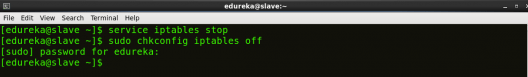 edureka@slave:~
File Edit View Search Terminal Help
[edureka@slave ~]$ service iptables stop
[edureka@slave ~]$ sudo chkconfig iptables off
[sudo] password for edureka:
[edureka@slave ~]$